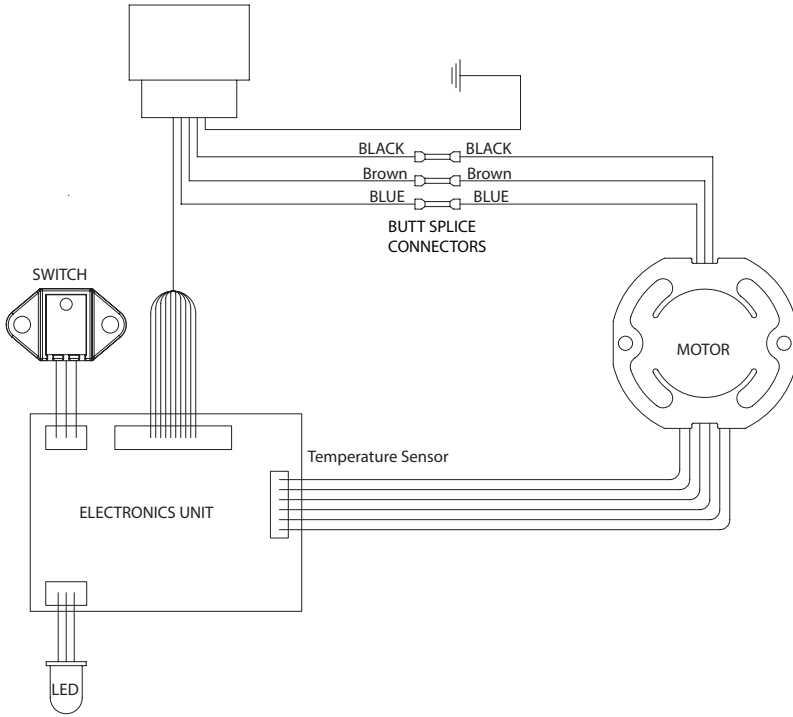 BLACK BLACK
Brown Brown
BLUE BLUE
BUTT SPLICE
CONNECTORS
SWITCH
MOTOR
Temperature Sensor
ELECTRONICS UNIT
LED